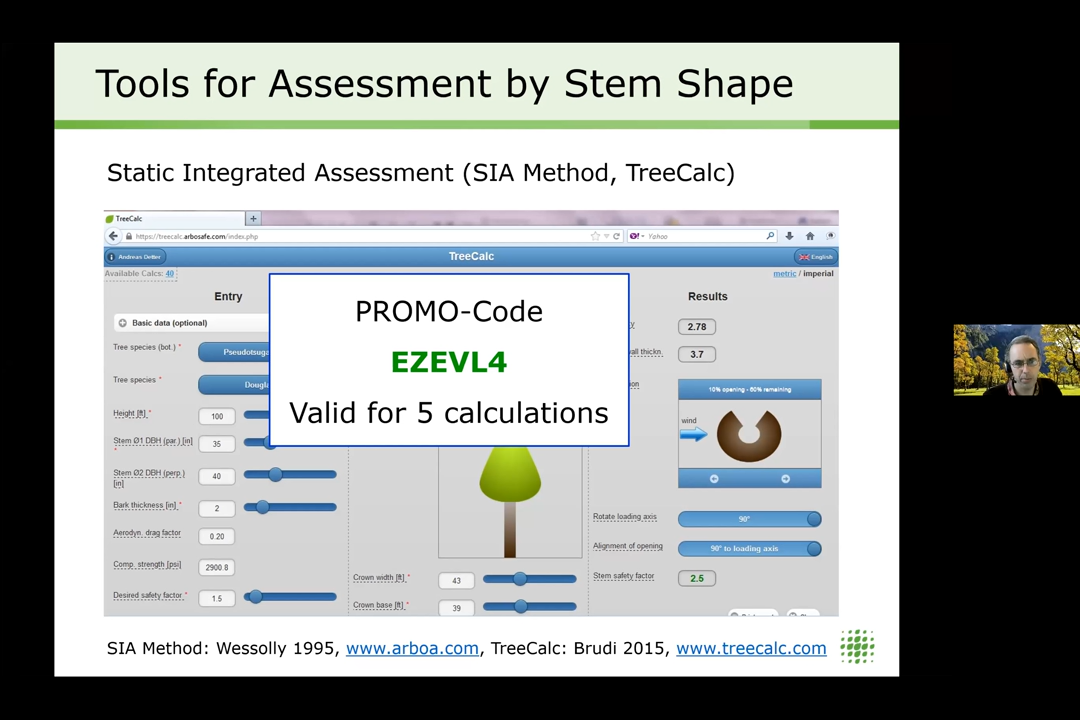 Tools for Assessment by Stem Shape
Static Integrated Assessment (SIA Method, TreeCalc)
TreeCalc
https://treecalc.arbosafe.com/index.php
Yahoo
Andreas Detter
TreeCalc
English
Available Calcs: 40
metric / imperial
Entry
Results
PROMO-Code
EZEVL4
Valid for 5 calculations
Basic data (optional)
Tree species (bot.) *
Pseudotsuga
Tree species *
Height [ft] *
100
Stem Ø1 DBH (par.) [in] *
35
Stem Ø2 DBH (perp.) [in]
40
Bark thickness [in] *
2
Aerodyn. drag factor
0.20
Comp. strength [psi]
2900.8
Desired safety factor *
1.5
Crown width [ft] *
43
Crown base [ft] *
39
2.78
3.7
wind
Rotate loading axis
90°
Alignment of opening
90° to loading axis
Stem safety factor
2.5
SIA Method: Wessolly 1995, www.arboa.com, TreeCalc: Brudi 2015, www.treecalc.com